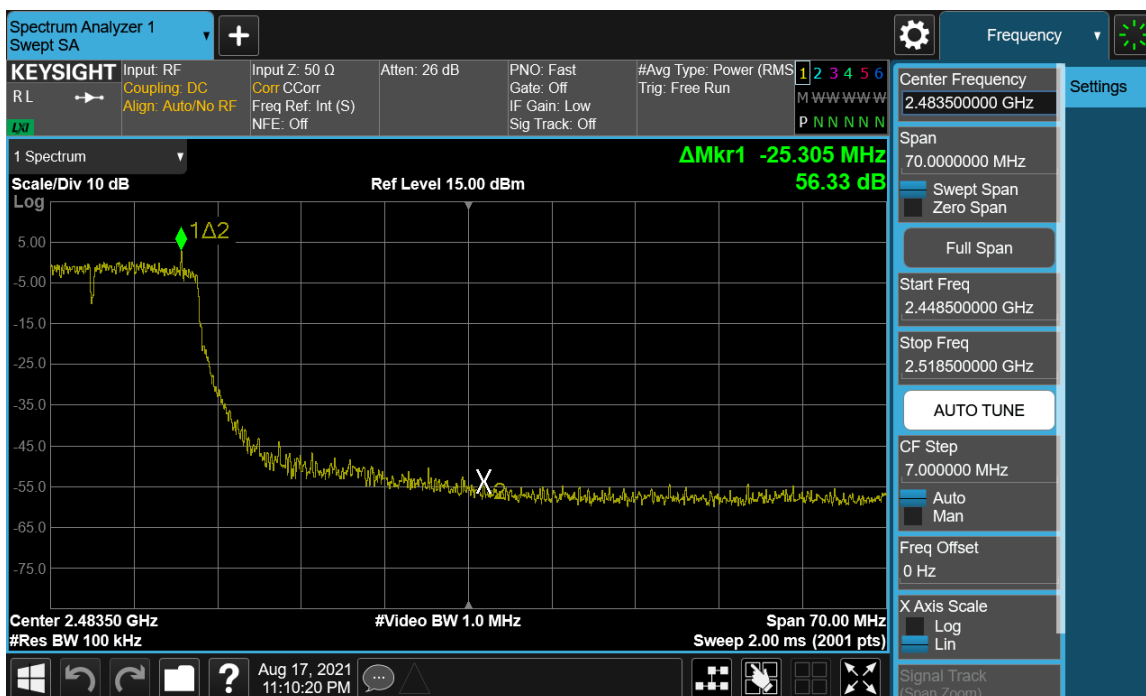 Spectrum Analyzer 1
Swept SA
Frequency
KEYSIGHT
RL
LXI
Input: RF
Coupling: DC
Align: Auto/No RF
Input Z: 50 Ω
Corr CCorr
Freq Ref: Int (S)
NFE: Off
Atten: 26 dB
PNO: Fast
Gate: Off
IF Gain: Low
Sig Track: Off
#Avg Type: Power (RMS
Trig: Free Run
1 2 3 4 5 6
M W W W W W
P N N N N N
1 Spectrum
Scale/Div 10 dB
Ref Level 15.00 dBm
ΔMkr1 -25.305 MHz
56.33 dB
Log
1Δ2
5.00
-5.00
-15.0
-25.0
-35.0
-45.0
-55.0
-65.0
-75.0
X2
Center 2.48350 GHz
#Video BW 1.0 MHz
Span 70.00 MHz
#Res BW 100 kHz
Sweep 2.00 ms (2001 pts)
Aug 17, 2021
11:10:20 PM
Center Frequency
2.483500000 GHz
Settings
Span
70.0000000 MHz
Swept Span
Zero Span
Full Span
Start Freq
2.448500000 GHz
Stop Freq
2.518500000 GHz
AUTO TUNE
CF Step
7.000000 MHz
Auto
Man
Freq Offset
0 Hz
X Axis Scale
Log
Lin
Signal Track
(Span Zoom)